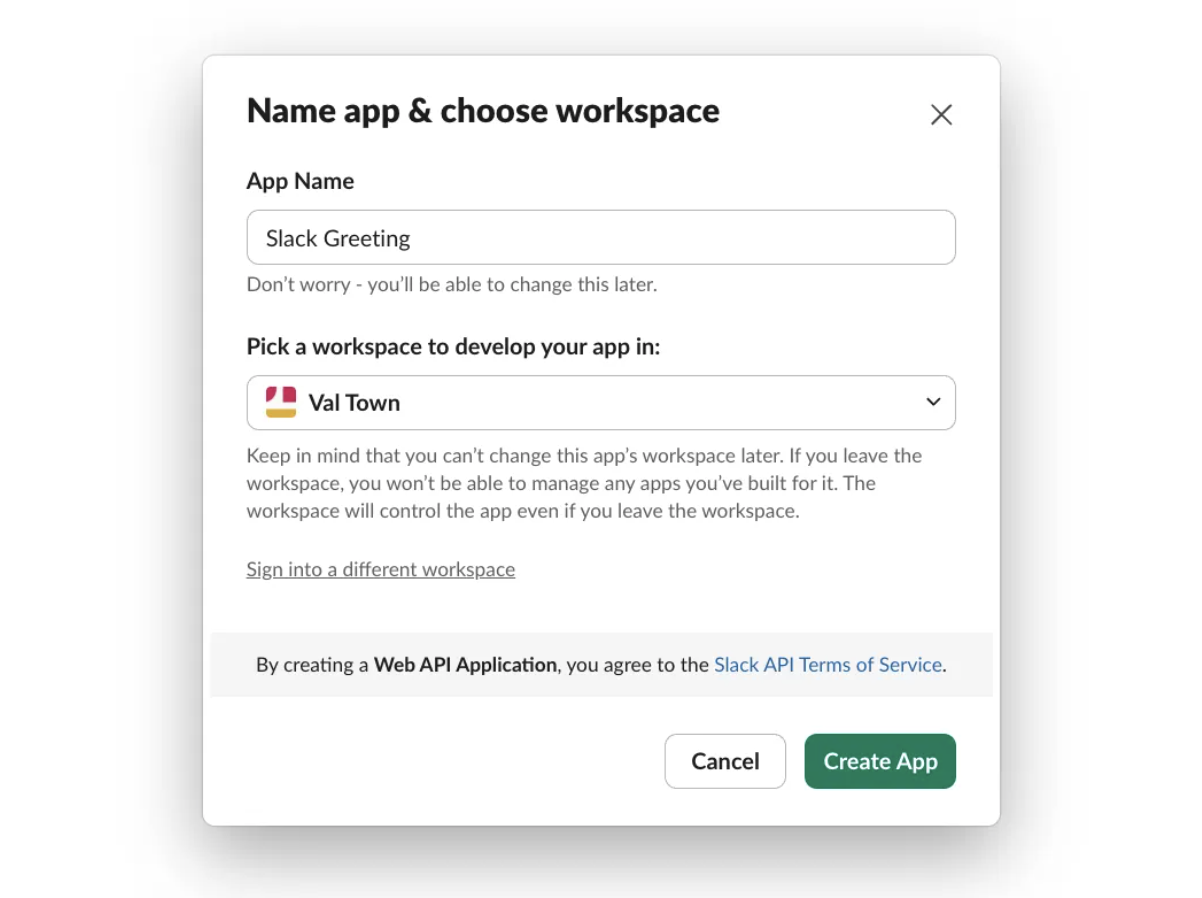 Name app & choose workspace
App Name
Slack Greeting
Don’t worry - you’ll be able to change this later.
Pick a workspace to develop your app in:
Val Town
Keep in mind that you can’t change this app’s workspace later. If you leave the
workspace, you won’t be able to manage any apps you’ve built for it. The
workspace will control the app even if you leave the workspace.
Sign into a different workspace
By creating a Web API Application, you agree to the Slack API Terms of Service.
Cancel
Create App